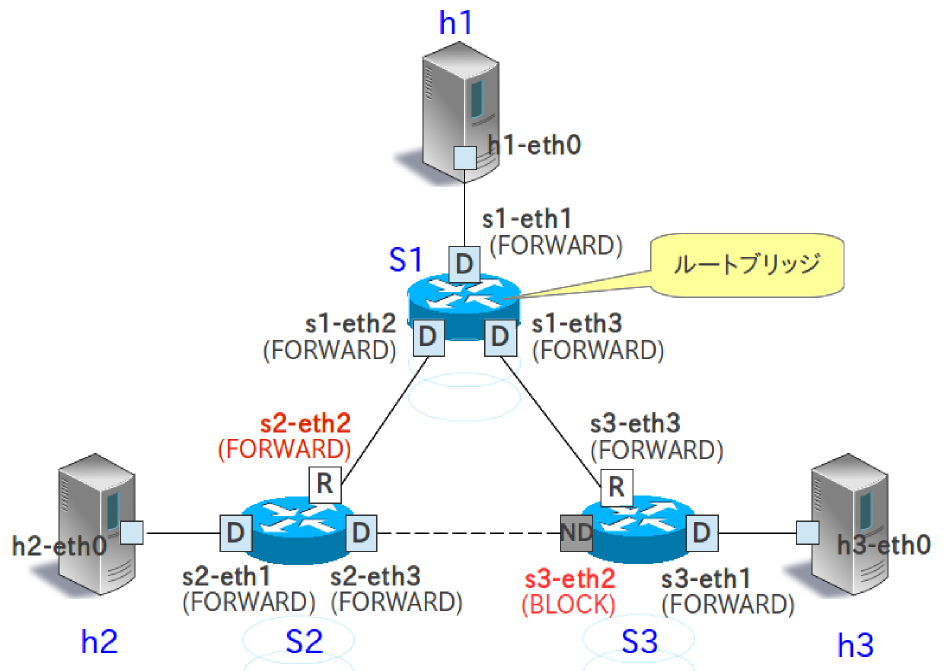 h1
h1-eth0
s1-eth1
(FORWARD)
S1
D
ルートブリッジ
s1-eth2
(FORWARD)
D
D
s1-eth3
(FORWARD)
s2-eth2
(FORWARD)
s3-eth3
(FORWARD)
R
R
h2-eth0
D
D
ND
D
h3-eth0
s2-eth1
(FORWARD)
s2-eth3
(FORWARD)
s3-eth2
(BLOCK)
s3-eth1
(FORWARD)
h2
S2
S3
h3